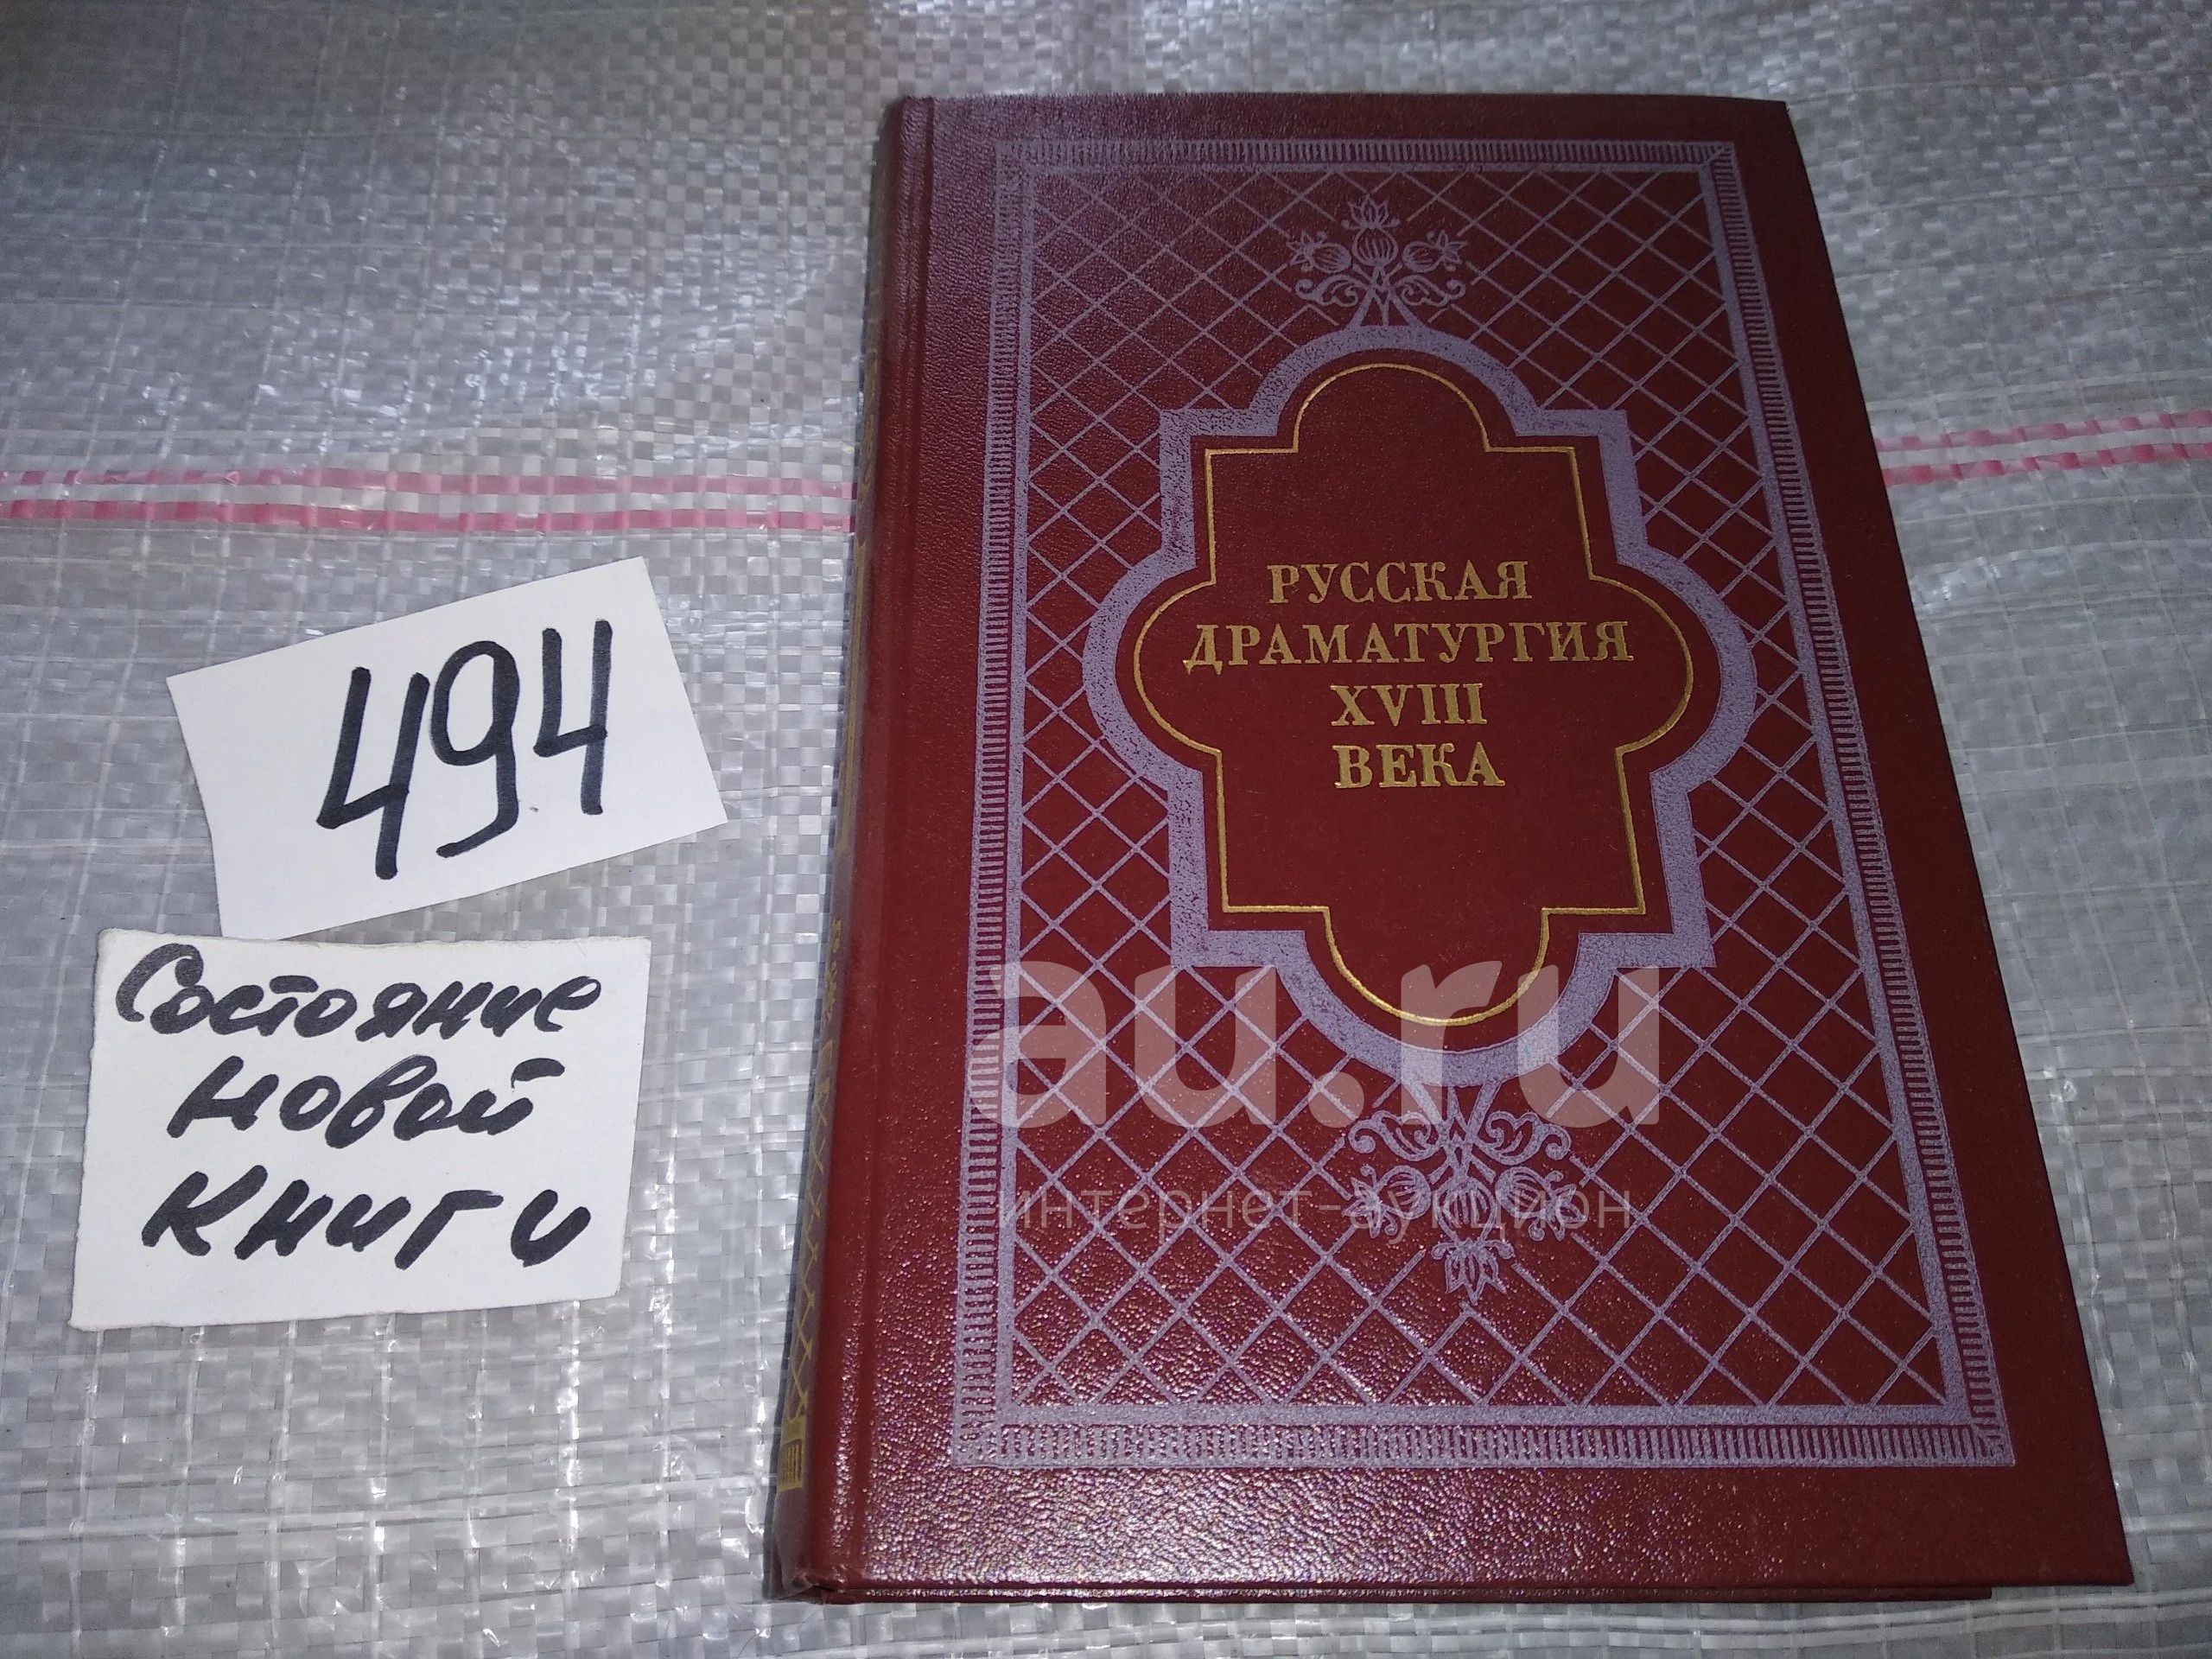 494
Состояние
новой
книги
РУССКАЯ
ДРАМАТУРГИЯ
XVIII
ВЕКА
au.ru
интернет-аукцион